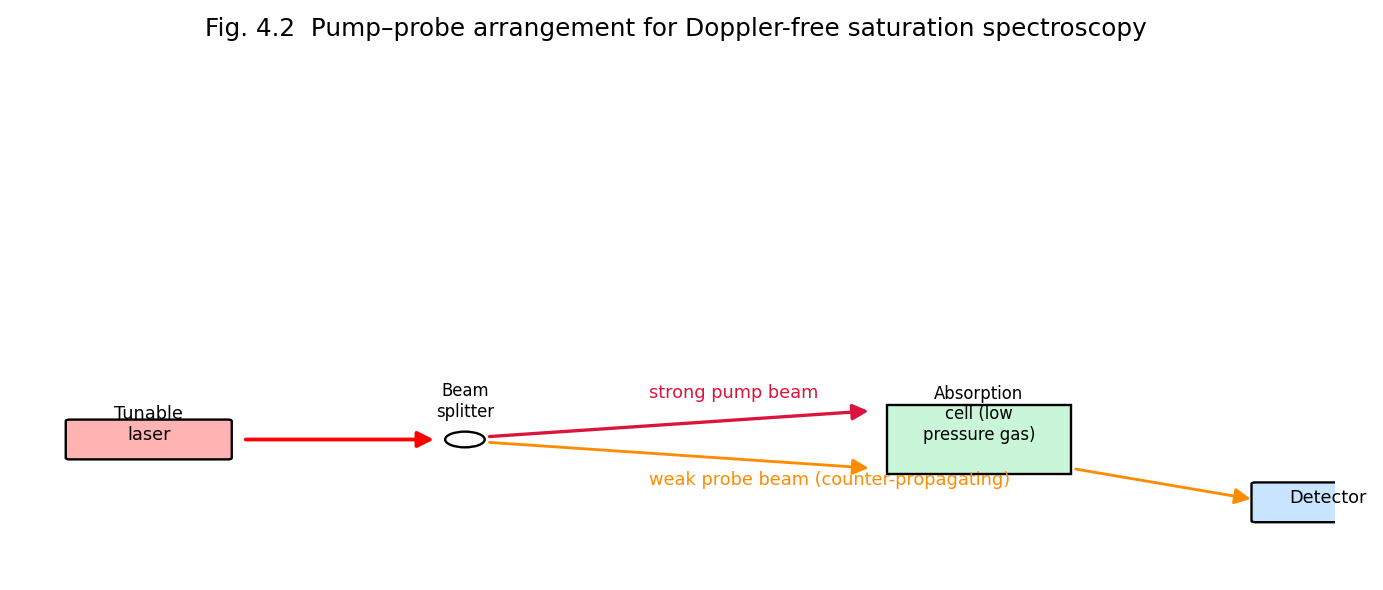 Fig. 4.2  Pump–probe arrangement for Doppler-free saturation spectroscopy
Tunable
laser
Beam
splitter
strong pump beam
weak probe beam (counter-propagating)
Absorption
cell (low
pressure gas)
Detector